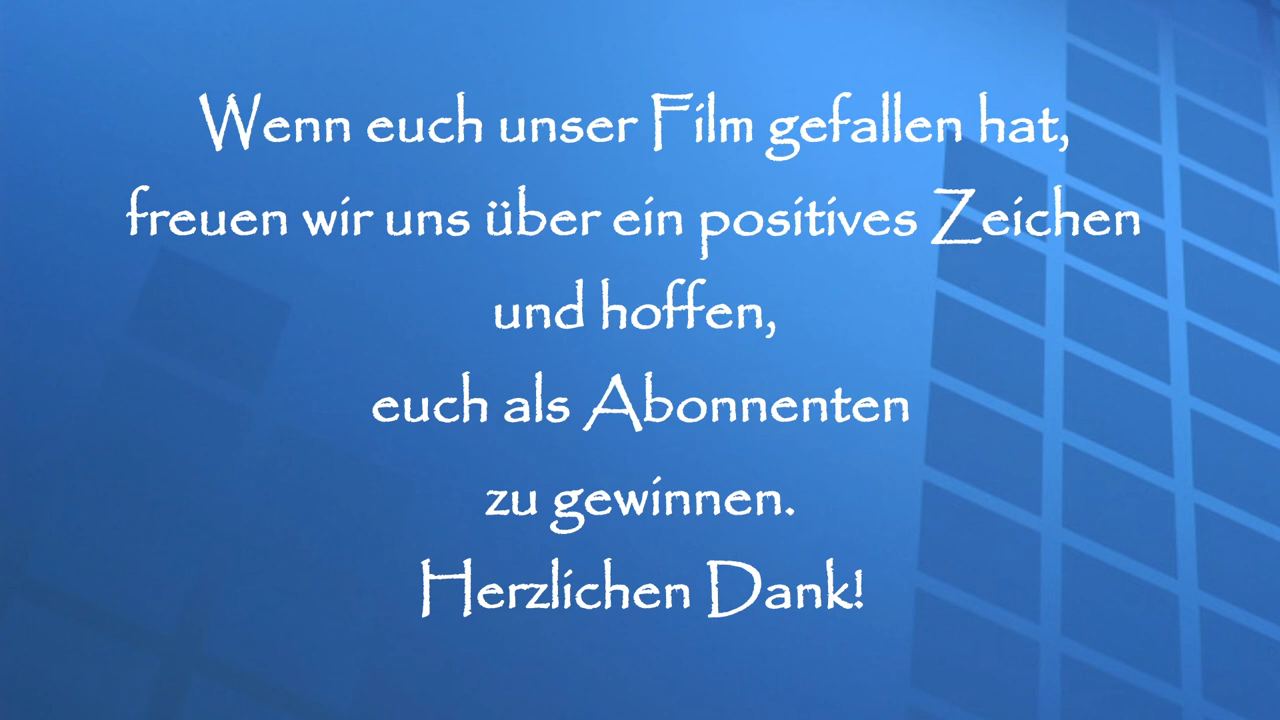 Wenn euch unser Film gefallen hat,
freuen wir uns über ein positives Zeichen
und hoffen,
euch als Abonnenten
zu gewinnen.
Herzlichen Dank!